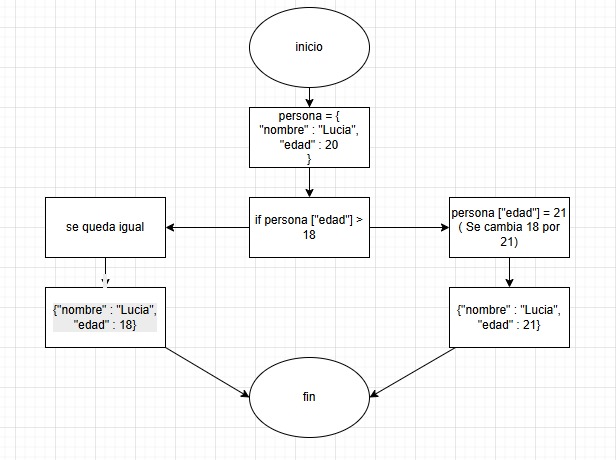 inicio
persona = {
"nombre" : "Lucia",
"edad" : 20
}
se queda igual
if persona ["edad"] >
18
persona ["edad"] = 21
( Se cambia 18 por
21)
{"nombre" : "Lucia",
"edad" : 18}
{"nombre" : "Lucia",
"edad" : 21}
fin